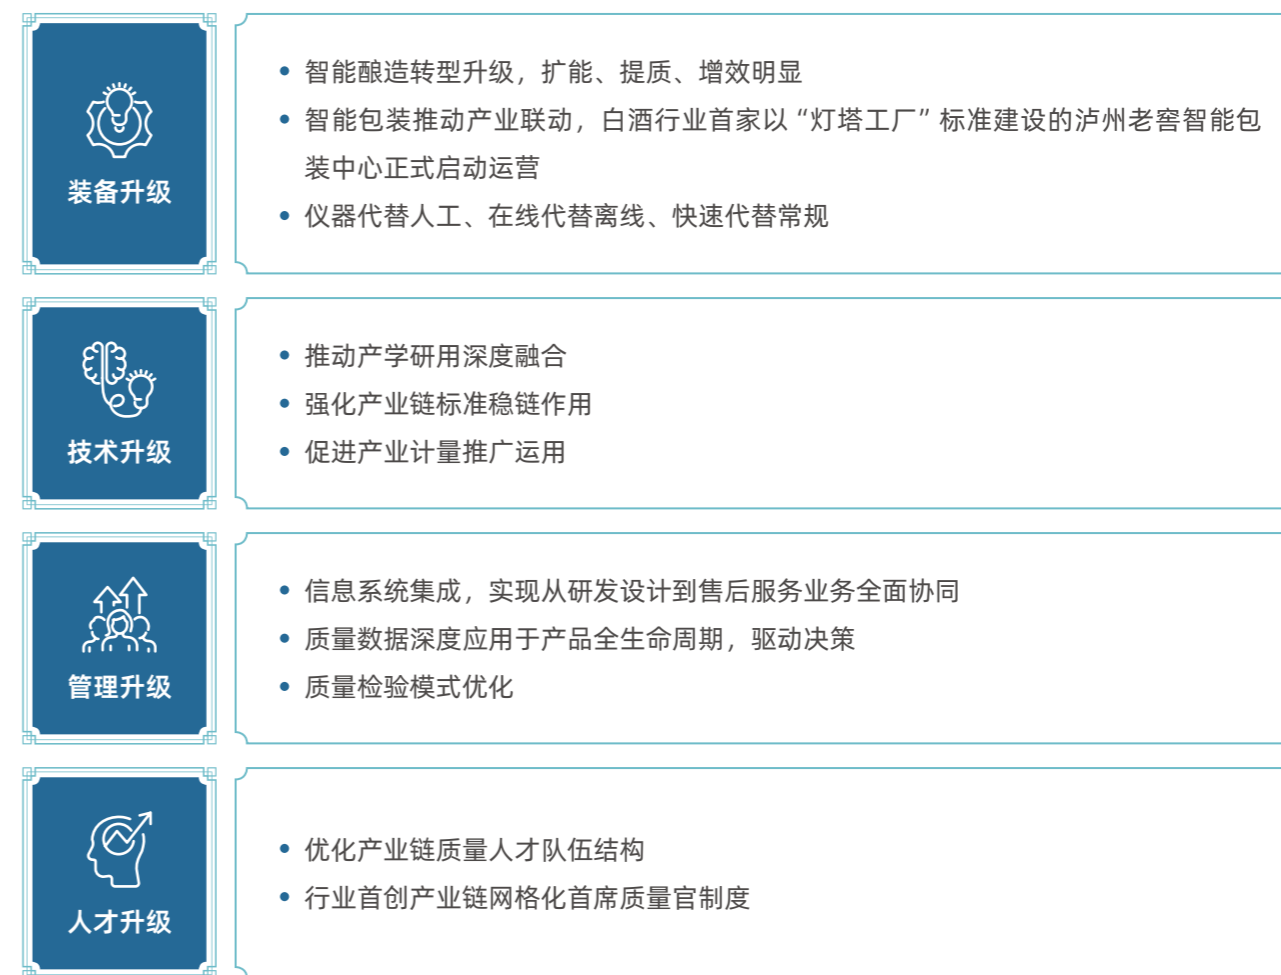 装备升级
• 智能酿造转型升级，扩能、提质、增效明显
• 智能包装推动产业联动，白酒行业首家以“灯塔工厂”标准建设的泸州老窖智能包
装中心正式启动运营
• 仪器代替人工、在线代替离线、快速代替常规
技术升级
• 推动产学研用深度融合
• 强化产业链标准稳链作用
• 促进产业计量推广运用
管理升级
• 信息系统集成，实现从研发设计到售后服务业务全面协同
• 质量数据深度应用于产品全生命周期，驱动决策
• 质量检验模式优化
人才升级
• 优化产业链质量人才队伍结构
• 行业首创产业链网格化首席质量官制度